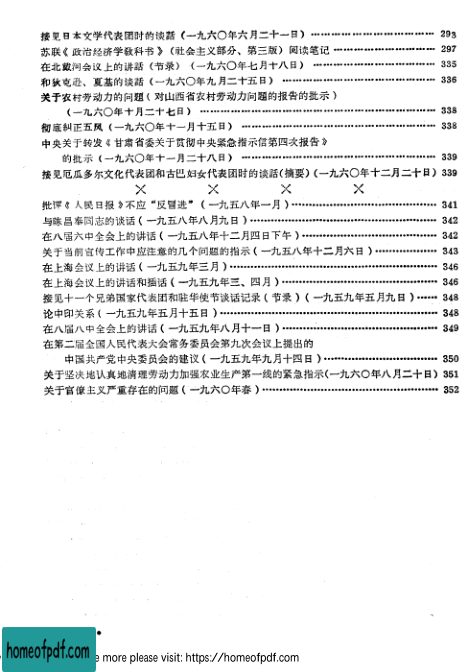 接见日本文学代表团时的谈话（一九六〇年六月二十一日）………………………… 293
苏联《政治经济学教科书》（社会主义部分、第三版）阅读笔记………………… 297
在北戴河会议上的讲话（节录）（一九六〇年七月十八日）……………………… 335
和狄克逊、夏基的谈话（一九六〇年九月二十五日）……………………………… 336
关于农村劳动力的问题（对山西省农村劳动力问题的报告的批示）
（一九六〇年十月二十七日）……………………………………………………… 338
彻底纠正五风（一九六〇年十一月十五日）………………………………………… 338
中央关于转发《甘肃省委关于贯彻中央紧急指示信第四次报告》
的批示（一九六〇年十一月二十八日）…………………………………………… 339
接见厄瓜多尔文化代表团和古巴妇女代表团时的谈话（摘要）（一九六〇年十二月二十日）339
× × × ×
批评《人民日报》不应“反冒进”（一九五八年一月）…………………………… 341
与陈昌奉同志的谈话（一九五八年八月九日）……………………………………… 342
在八届六中全会上的讲话（一九五八年十二月四日下午）………………………… 342
关于当前宣传工作中应注意的几个问题的指示（一九五八年十二月六日）……… 343
在上海会议上的讲话（一九五九年三月）…………………………………………… 346
在上海会议上的讲话和插话（一九五九年三、四月）……………………………… 346
接见十一个兄弟国家代表团和驻华使节谈话记录（节录）（一九五九年五月九日）…… 348
论中印关系（一九五九年五月十五日）……………………………………………… 348
在八届八中全会上的讲话（一九五九年八月十一日）……………………………… 349
在第二届全国人民代表大会常务委员会第九次会议上提出的
中国共产党中央委员会的建议（一九五九年九月十四日）……………………… 350
关于坚决地认真地清理劳动力加强农业生产第一线的紧急指示（一九六〇年八月二十日）351
关于官僚主义严重存在的问题（一九六〇年春）…………………………………… 352
homeofpdf.com
e more please visit: https://homeofpdf.com